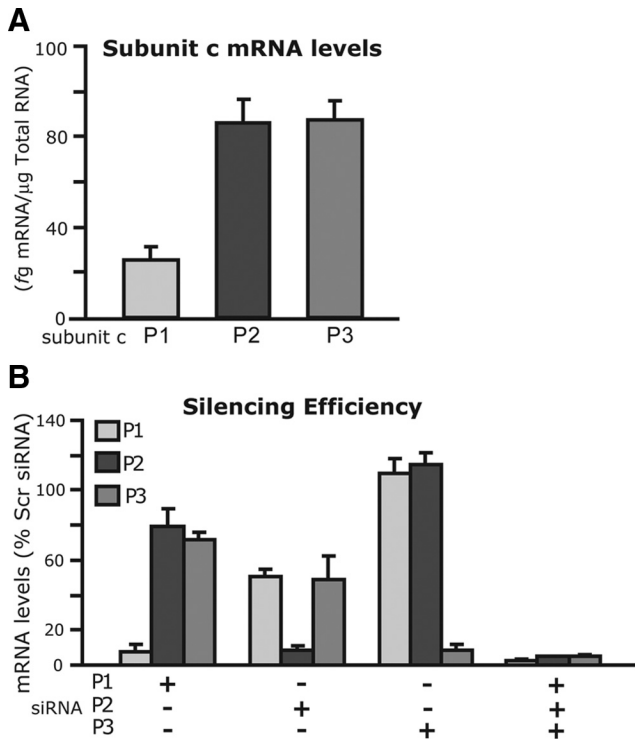 A
Subunit c mRNA levels
(fg mRNA/µg Total RNA)
100
80
40
0
subunit c P1 P2 P3
B
Silencing Efficiency
mRNA levels (% Scr siRNA)
140
100
60
20
0
P1
P2
P3
P1 + - - +
siRNA P2 - + - +
P3 - - + +